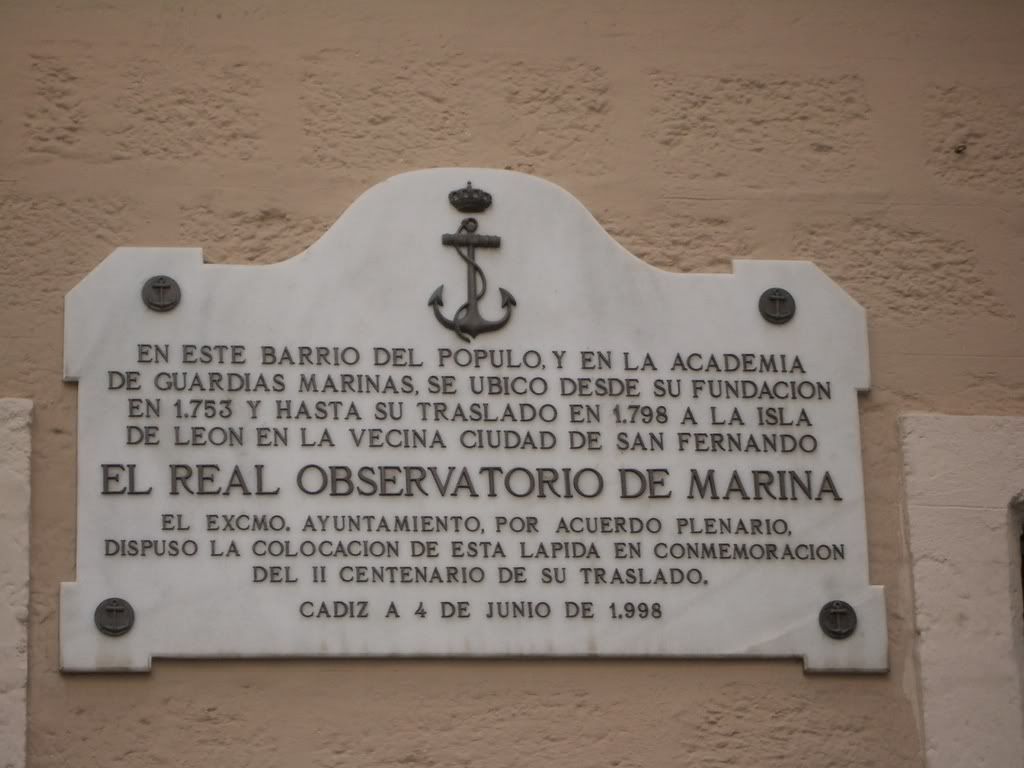 EN ESTE BARRIO DEL POPULO, Y EN LA ACADEMIA
DE GUARDIAS MARINAS, SE UBICO DESDE SU FUNDACION
EN 1.753 Y HASTA SU TRASLADO EN 1.798 A LA ISLA
DE LEON EN LA VECINA CIUDAD DE SAN FERNANDO
EL REAL OBSERVATORIO DE MARINA
EL EXCMO. AYUNTAMIENTO, POR ACUERDO PLENARIO,
DISPUSO LA COLOCACION DE ESTA LAPIDA EN CONMEMORACION
DEL II CENTENARIO DE SU TRASLADO.
CADIZ A 4 DE JUNIO DE 1.998